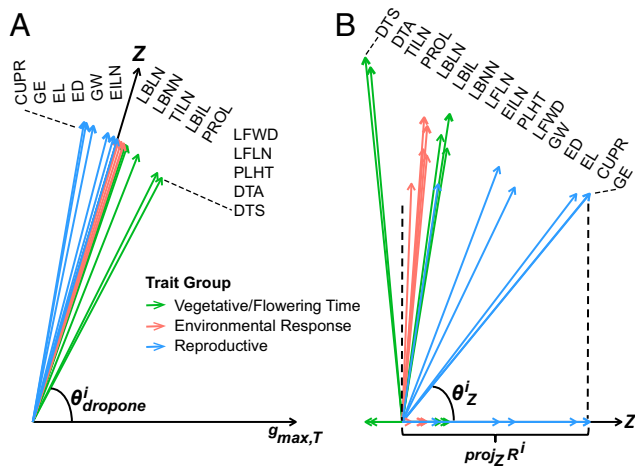 A
B
CUPR
GE
EL
ED
GW
EILN
Z
LBLN
LBNN
TILN
LBIL
PROL
LFWD
LFLN
PLHT
DTA
DTS
DTS
DTA
TILN
PROL
LBLN
LBIL
LBNN
LFLN
EILN
PLHT
LFWD
GW
ED
EL
CUPR
GE
Trait Group
Vegetative/Flowering Time
Environmental Response
Reproductive
θ^i_dropone
g_max,T
θ^i_Z
Z
proj_Z R^i